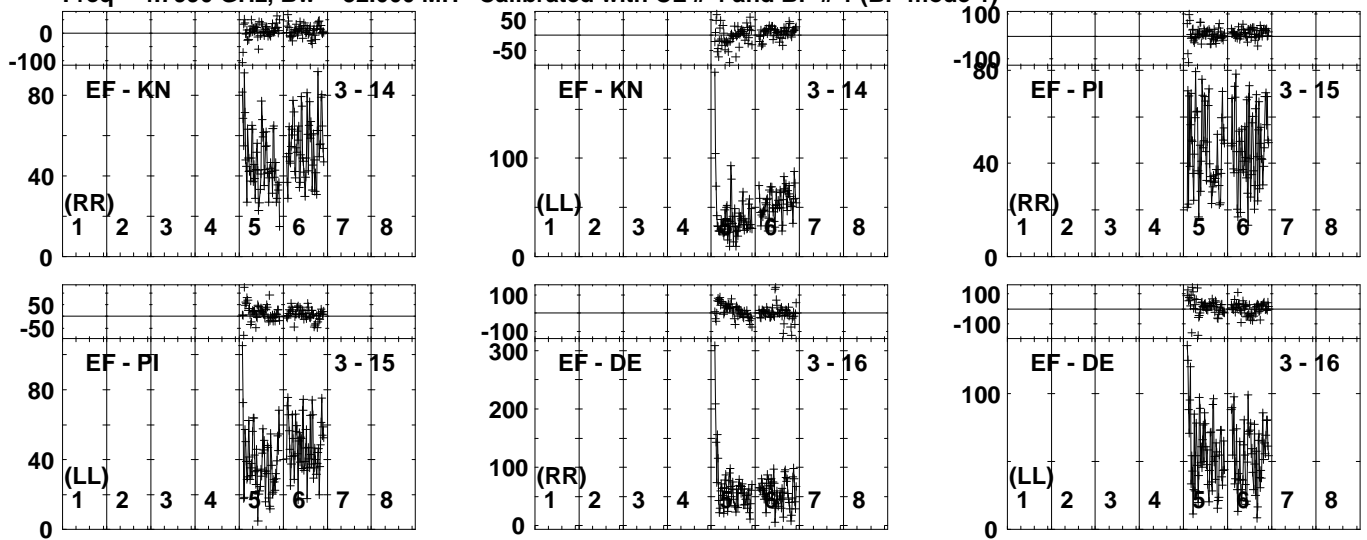 Freq GHz, Bw 32.000 MH Calibrated with CL # and BP # (BP mode
0
-100
EF - KN 3 - 14
80
40
(RR)
1 2 3 4 5 6 7 8
0
50
-50
EF - KN 3 - 14
100
(LL)
1 2 3 4 5 6 7 8
0
100
-100
80
EF - PI 3 - 15
40
(RR)
1 2 3 4 5 6 7 8
0
50
-50
EF - PI 3 - 15
80
40
(LL)
1 2 3 4 5 6 7 8
0
100
-100
300
EF - DE 3 - 16
200
100
(RR)
1 2 3 4 5 6 7 8
0
100
-100
EF - DE 3 - 16
100
(LL)
1 2 3 4 5 6 7 8
0